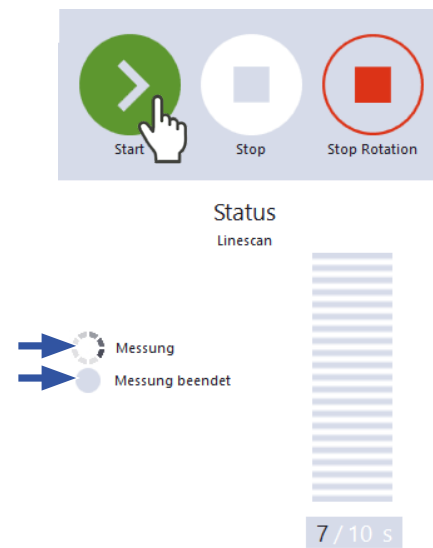 Start Stop Stop Rotation
Status
Linescan
Messung
Messung beendet
7 / 10 s